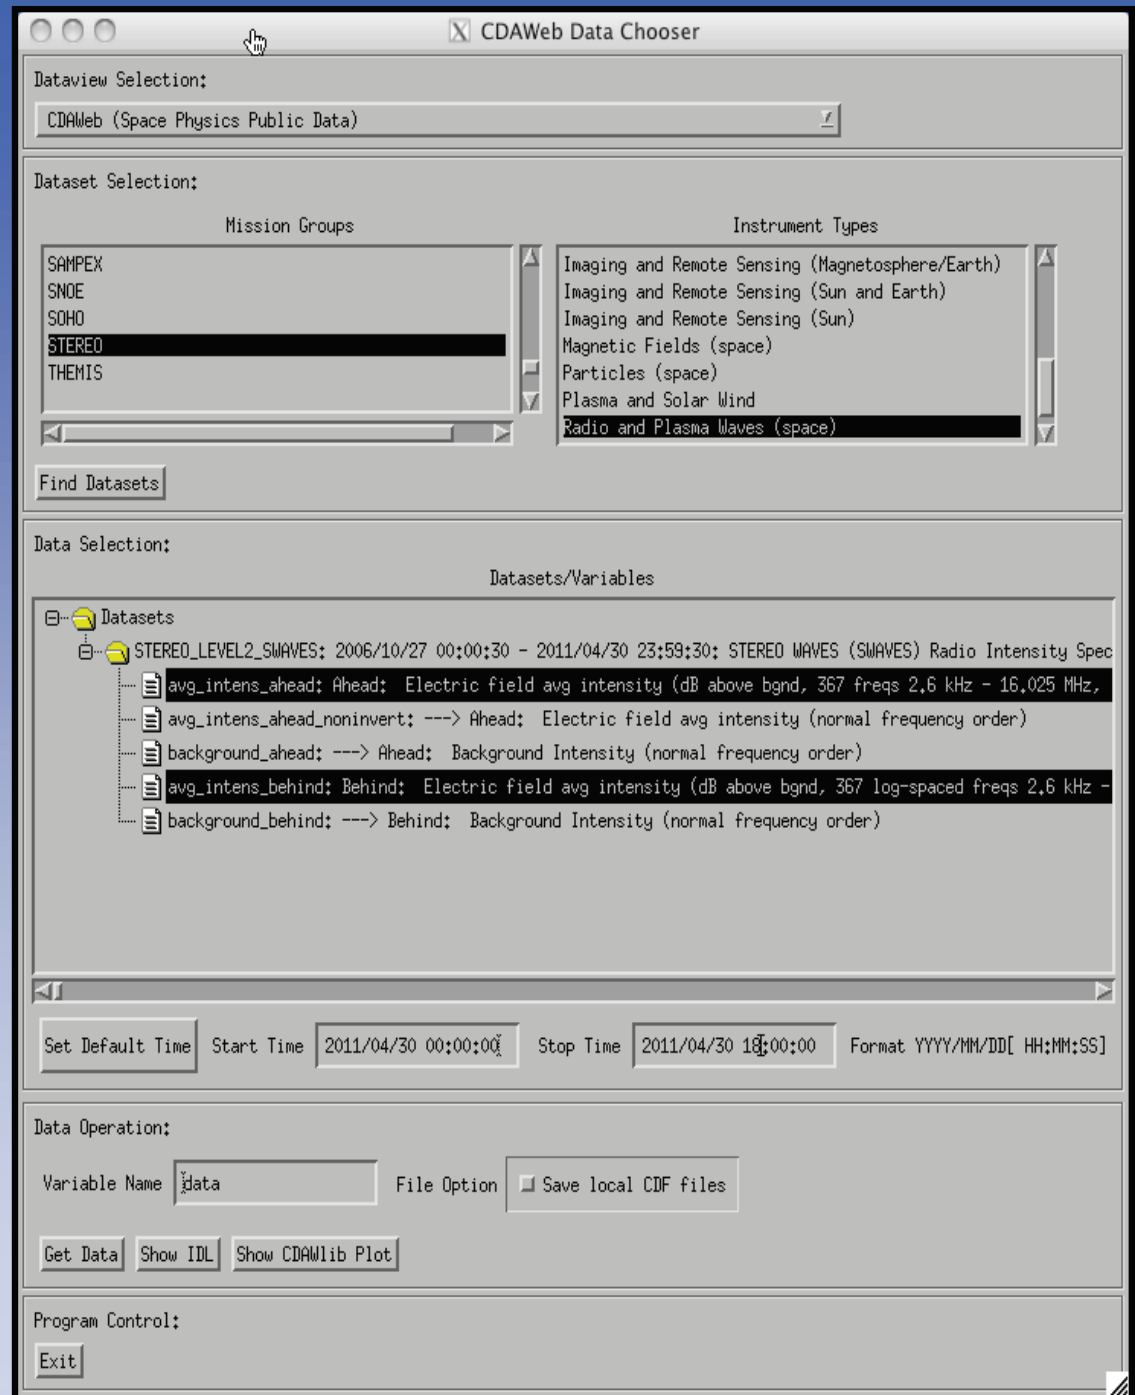 X CDAWeb Data Chooser
Dataview Selection:
CDAWeb (Space Physics Public Data)
Dataset Selection:
Mission Groups
SAMPEX
SNOE
SOHO
STEREO
THEMIS
Instrument Types
Imaging and Remote Sensing (Magnetosphere/Earth)
Imaging and Remote Sensing (Sun and Earth)
Imaging and Remote Sensing (Sun)
Magnetic Fields (space)
Particles (space)
Plasma and Solar Wind
Radio and Plasma Waves (space)
Find Datasets
Data Selection:
Datasets/Variables
Datasets
STEREO_LEVEL2_SWAVES: 2006/10/27 00:00:30 - 2011/04/30 23:59:30: STEREO WAVES (SWAVES) Radio Intensity Spec
avg_intens_ahead: Ahead: Electric field avg intensity (dB above bgnd, 367 freqs 2.6 kHz - 16.025 MHz,
avg_intens_ahead_noninvert: ---> Ahead: Electric field avg intensity (normal frequency order)
background_ahead: ---> Ahead: Background Intensity (normal frequency order)
avg_intens_behind: Behind: Electric field avg intensity (dB above bgnd, 367 log-spaced freqs 2.6 kHz -
background_behind: ---> Behind: Background Intensity (normal frequency order)
Set Default Time Start Time 2011/04/30 00:00:00 Stop Time 2011/04/30 18:00:00 Format YYYY/MM/DD[ HH:MM:SS]
Data Operation:
Variable Name data File Option Save local CDF files
Get Data Show IDL Show CDAWlib Plot
Program Control:
Exit